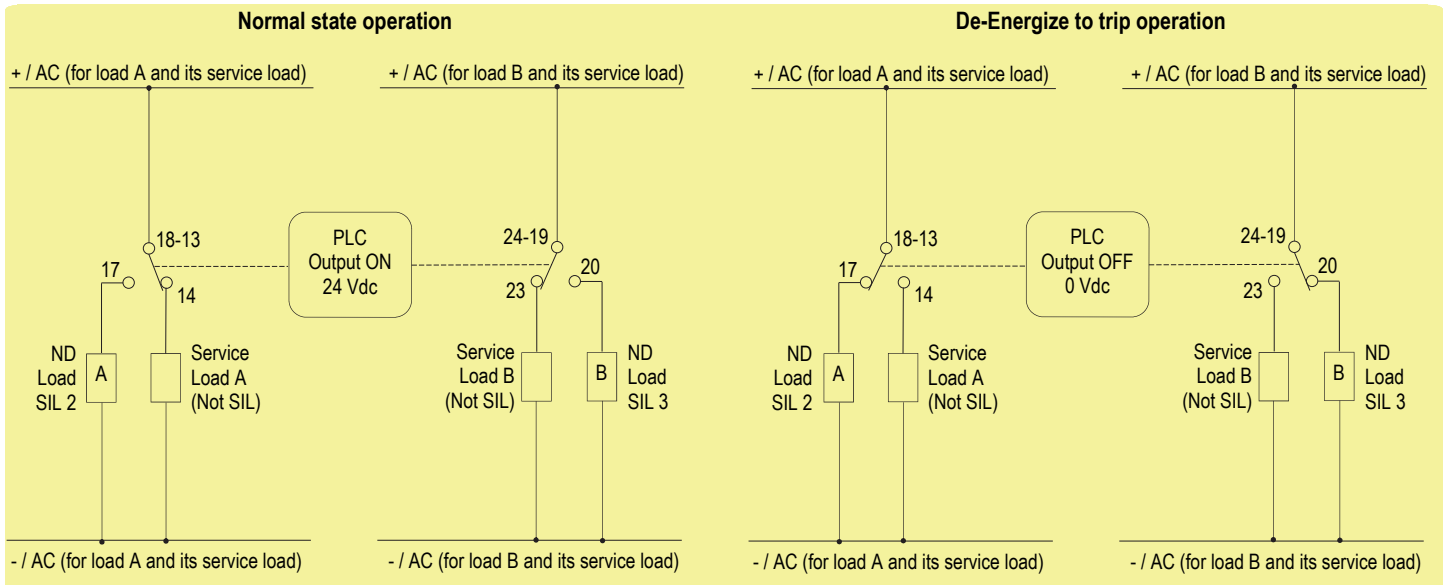 Normal state operation
De-Energize to trip operation
+ / AC (for load A and its service load)
+ / AC (for load B and its service load)
+ / AC (for load A and its service load)
+ / AC (for load B and its service load)
18-13
17
14
PLC
Output ON
24 Vdc
24-19
23
20
18-13
17
14
PLC
Output OFF
0 Vdc
24-19
23
20
ND
Load
SIL 2
A
Service
Load A
(Not SIL)
Service
Load B
(Not SIL)
B
ND
Load
SIL 3
ND
Load
SIL 2
A
Service
Load A
(Not SIL)
Service
Load B
(Not SIL)
B
ND
Load
SIL 3
- / AC (for load A and its service load)
- / AC (for load B and its service load)
- / AC (for load A and its service load)
- / AC (for load B and its service load)